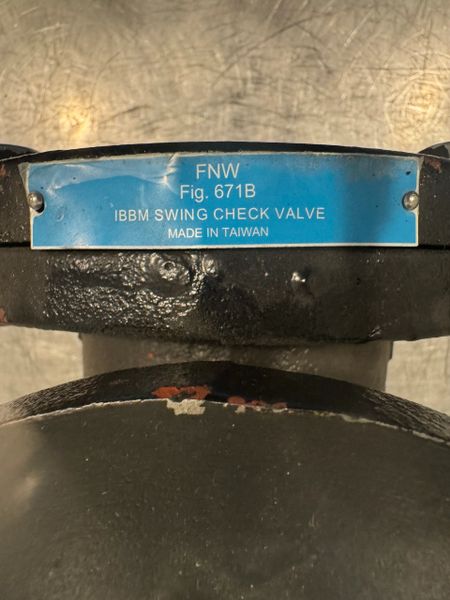 FNW
Fig. 671B
IBBM SWING CHECK VALVE
MADE IN TAIWAN